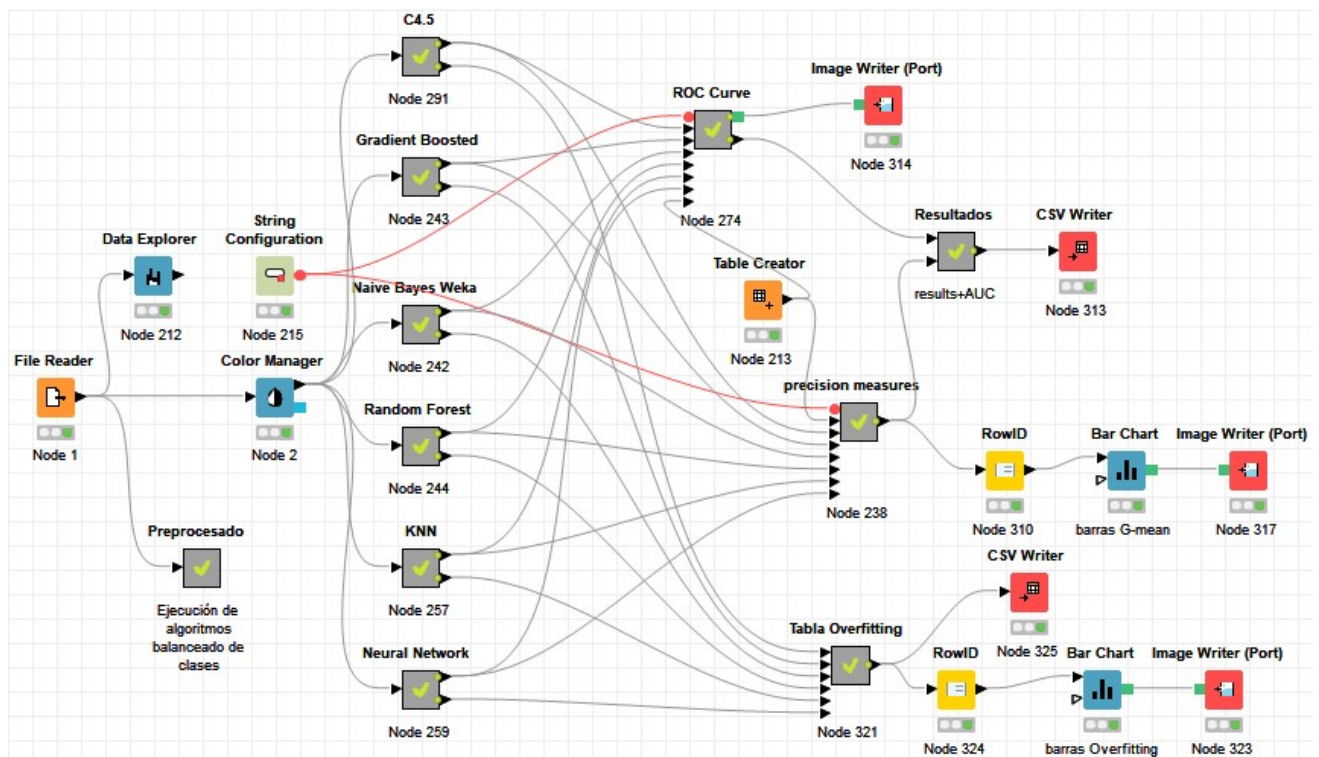 C4.5
Node 291
Image Writer (Port)
Node 314
ROC Curve
Node 274
Gradient Boosted
Node 243
String
Configuration
Node 215
Data Explorer
Node 212
Resultados
results+AUC
CSV Writer
Node 313
Table Creator
Node 213
Naive Bayes Weka
Node 242
File Reader
Node 1
Color Manager
Node 2
precision measures
Node 238
Random Forest
Node 244
RowID
Node 310
Bar Chart
barras G-mean
Image Writer (Port)
Node 317
Preprocesado
Ejecución de
algoritmos
balanceado de
clases
KNN
Node 257
CSV Writer
Node 325
Neural Network
Node 259
Tabla Overfitting
Node 321
RowID
Node 324
Bar Chart
barras Overfitting
Image Writer (Port)
Node 323